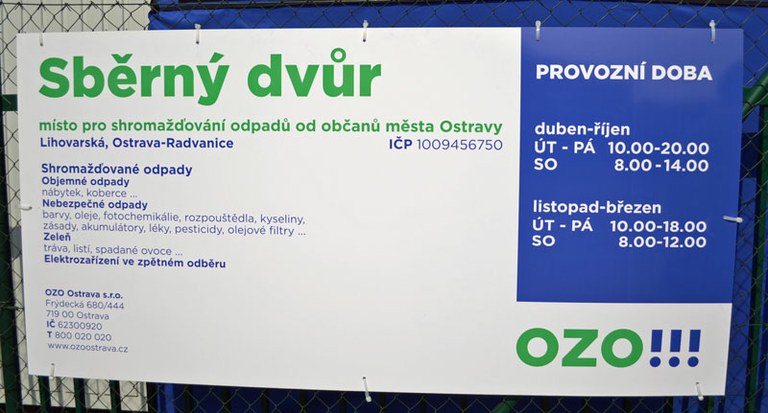 Sběrný dvůr
místo pro shromažďování odpadů od občanů města Ostravy
Lihovarská, Ostrava-Radvanice IČP 1009456750
Shromažďované odpady
Objemné odpady
nábytek, koberce ...
Nebezpečné odpady
barvy, oleje, fotochemikálie, rozpouštědla, kyseliny,
zásady, akumulátory, léky, pesticidy, olejové filtry ...
Zeleň
tráva, listí, spadané ovoce ...
Elektrozařízení ve zpětném odběru
OZO Ostrava s.r.o.
Frýdecká 680/444
719 00 Ostrava
IČ 62300920
T 800 020 020
www.ozoostrava.cz
PROVOZNÍ DOBA
duben-říjen
ÚT - PÁ 10.00-20.00
SO 8.00-14.00
listopad-březen
ÚT - PÁ 10.00-18.00
SO 8.00-12.00
OZO!!!